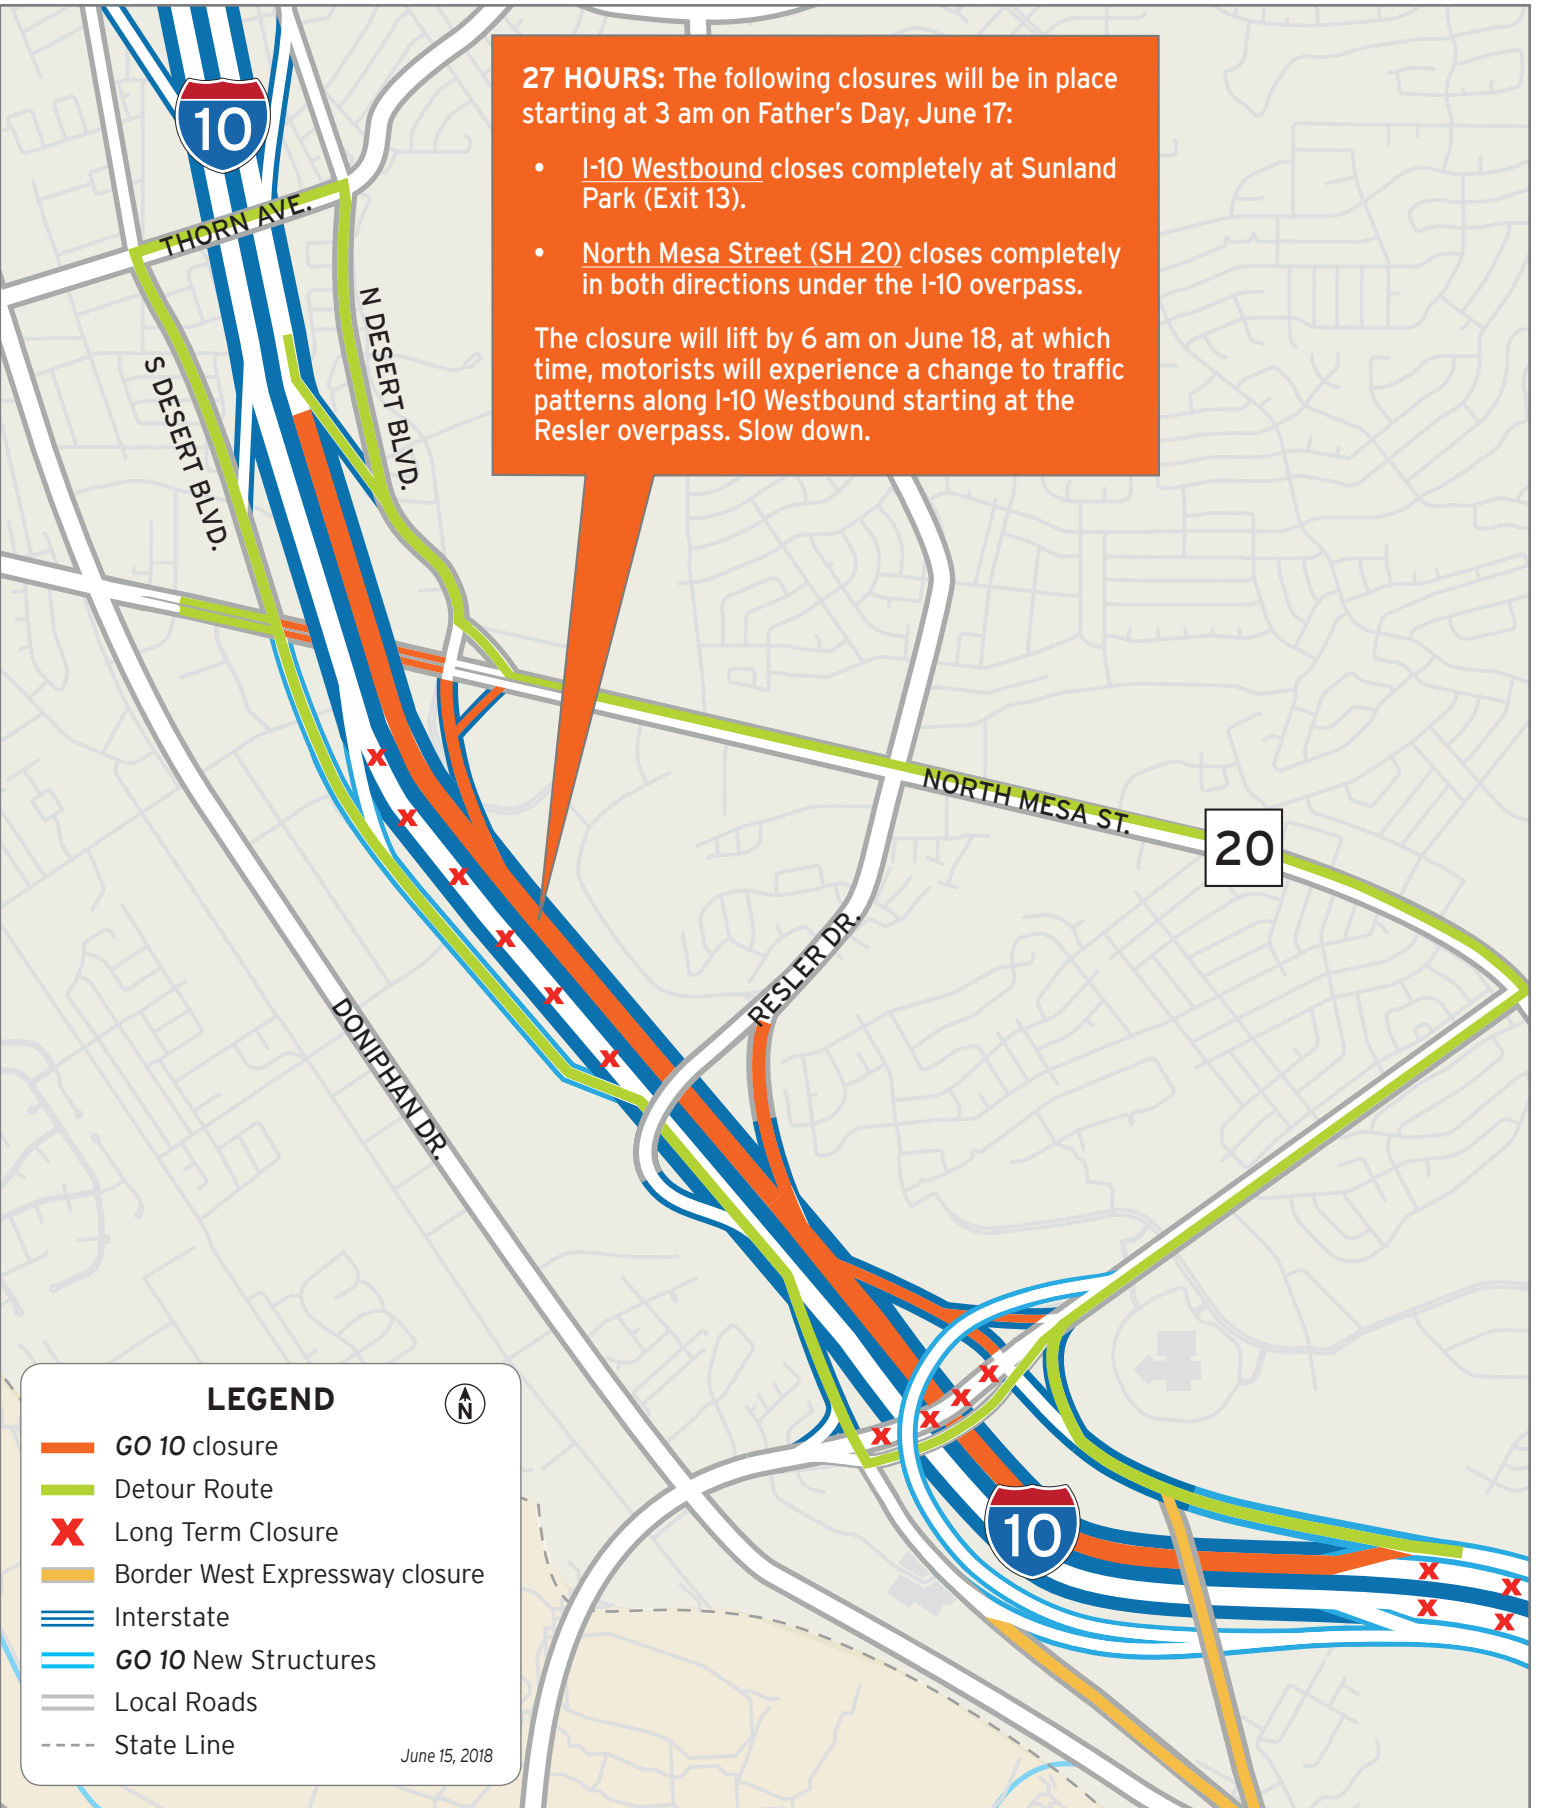 10
27 HOURS: The following closures will be in place
starting at 3 am on Father's Day, June 17:
• I-10 Westbound closes completely at Sunland
Park (Exit 13).
• North Mesa Street (SH 20) closes completely
in both directions under the I-10 overpass.
The closure will lift by 6 am on June 18, at which
time, motorists will experience a change to traffic
patterns along I-10 Westbound starting at the
Resler overpass. Slow down.
THORN AVE.
N DESERT BLVD.
S DESERT BLVD.
NORTH MESA ST.
20
RESLER DR.
DONIPHAN DR.
10
LEGEND
N
GO 10 closure
Detour Route
X Long Term Closure
Border West Expressway closure
Interstate
GO 10 New Structures
Local Roads
State Line
June 15, 2018